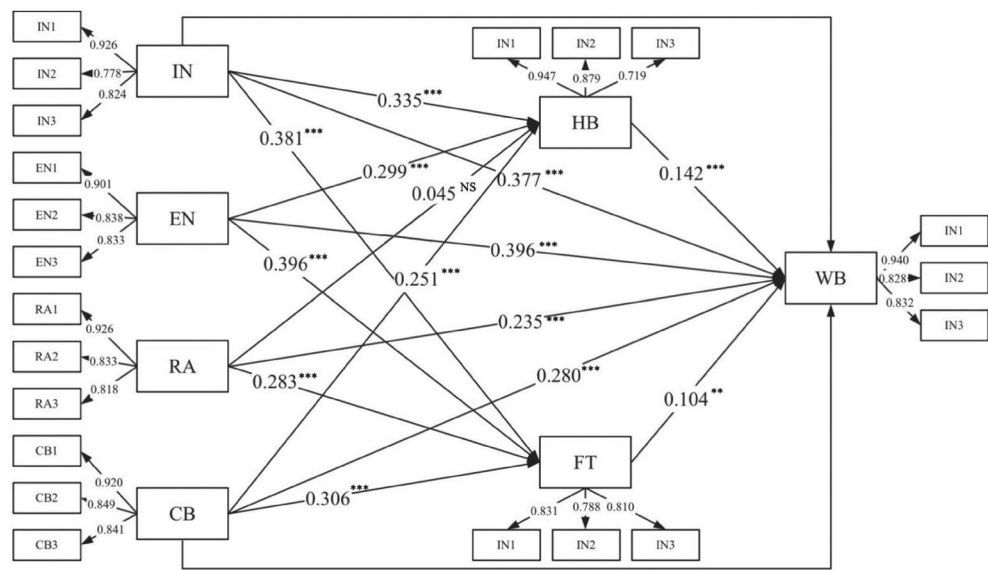 IN1
0.926
IN2
0.778
IN3
0.824
IN
EN1
0.901
EN2
0.838
EN3
0.833
EN
RA1
0.926
RA2
0.833
RA3
0.818
RA
CB1
0.920
CB2
0.849
CB3
0.841
CB
IN1 IN2 IN3
0.947 0.879 0.719
HB
0.335 ***
0.381 ***
0.299 ***
0.045 NS
0.377 ***
0.142 ***
0.396 ***
0.396 ***
0.251 ***
0.235 ***
0.283 ***
0.280 ***
0.104 **
0.306 ***
FT
0.831 0.788 0.810
IN1 IN2 IN3
WB
IN1
0.940
IN2
0.828
IN3
0.832